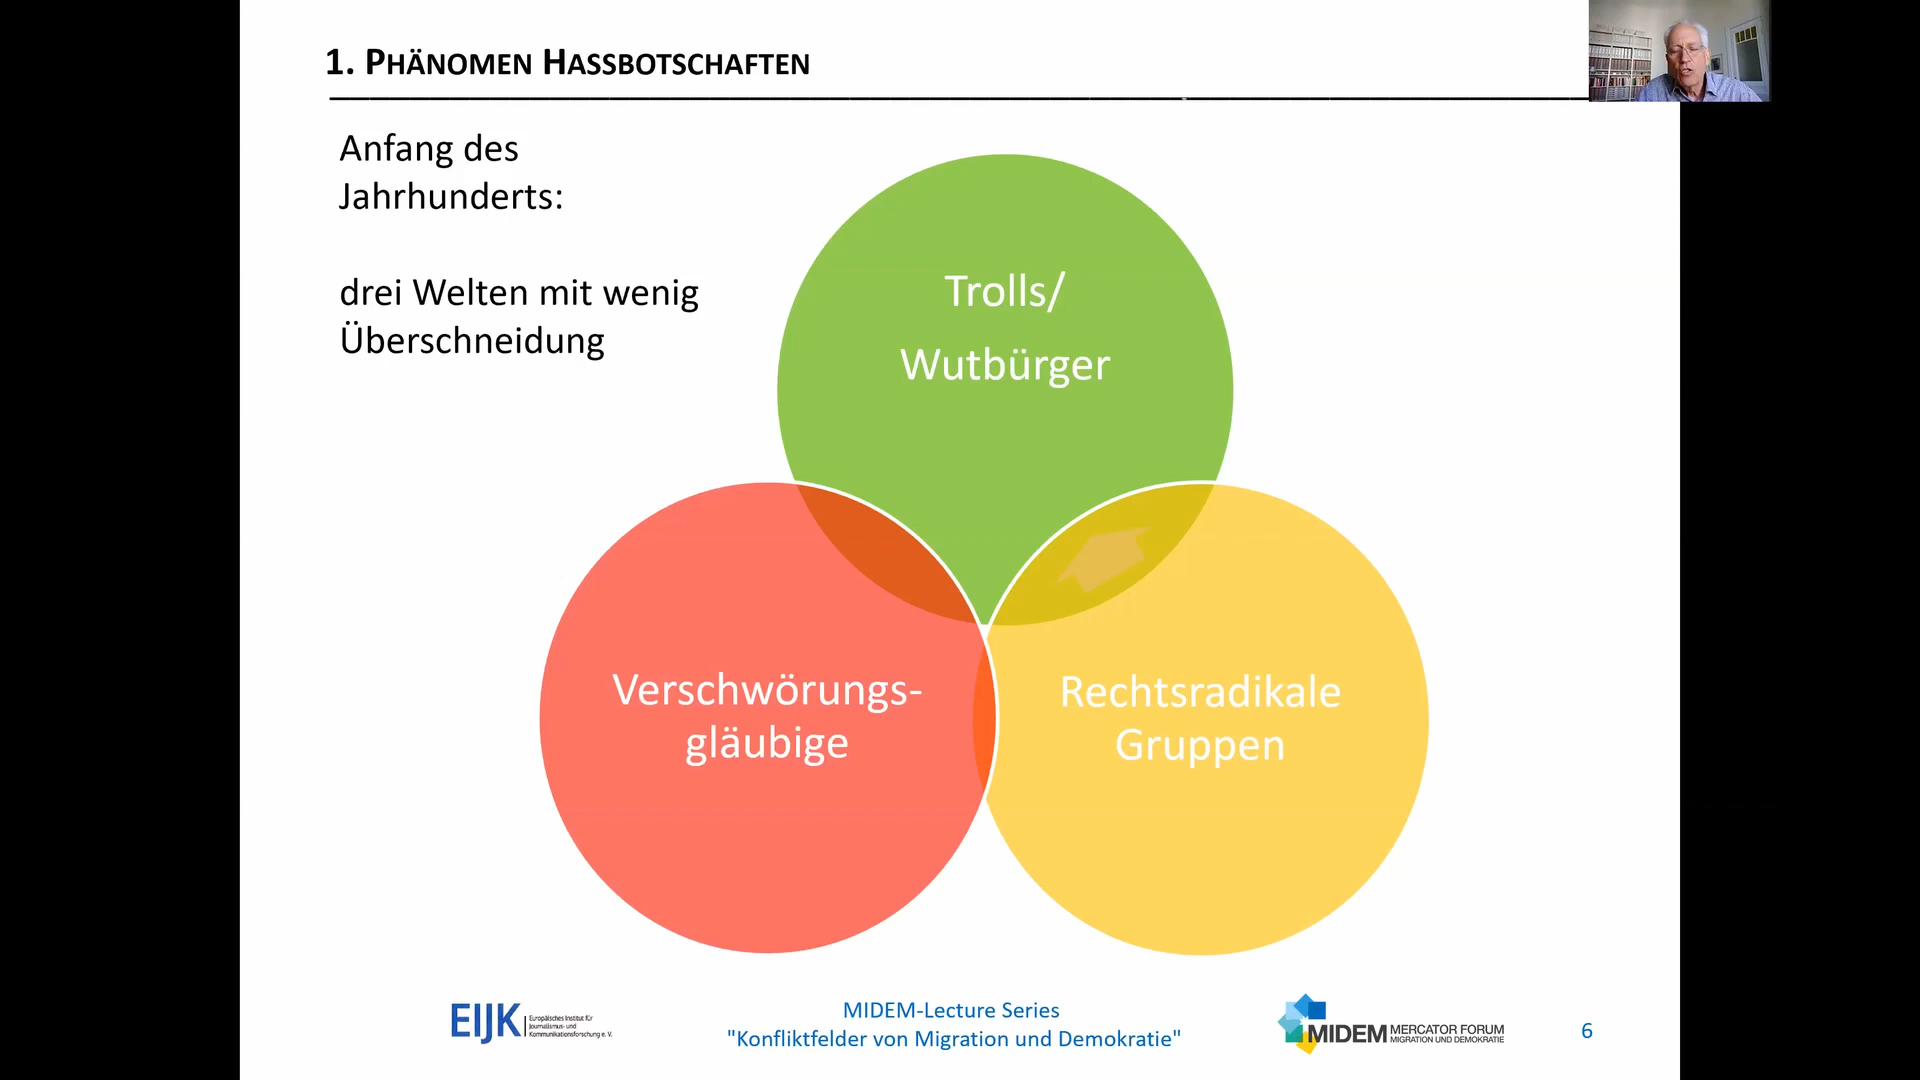 1. PHÄNOMEN HASSBOTSCHAFTEN
Anfang des
Jahrhunderts:
drei Welten mit wenig
Überschneidung
Trolls/
Wutbürger
Verschwörungs-
gläubige
Rechtsradikale
Gruppen
EIJK
Europäisches Institut für
Journalismus- und
Kommunikationsforschung e. V.
MIDEM-Lecture Series
"Konfliktfelder von Migration und Demokratie"
MIDEM MERCATOR FORUM
MIGRATION UND DEMOKRATIE
6